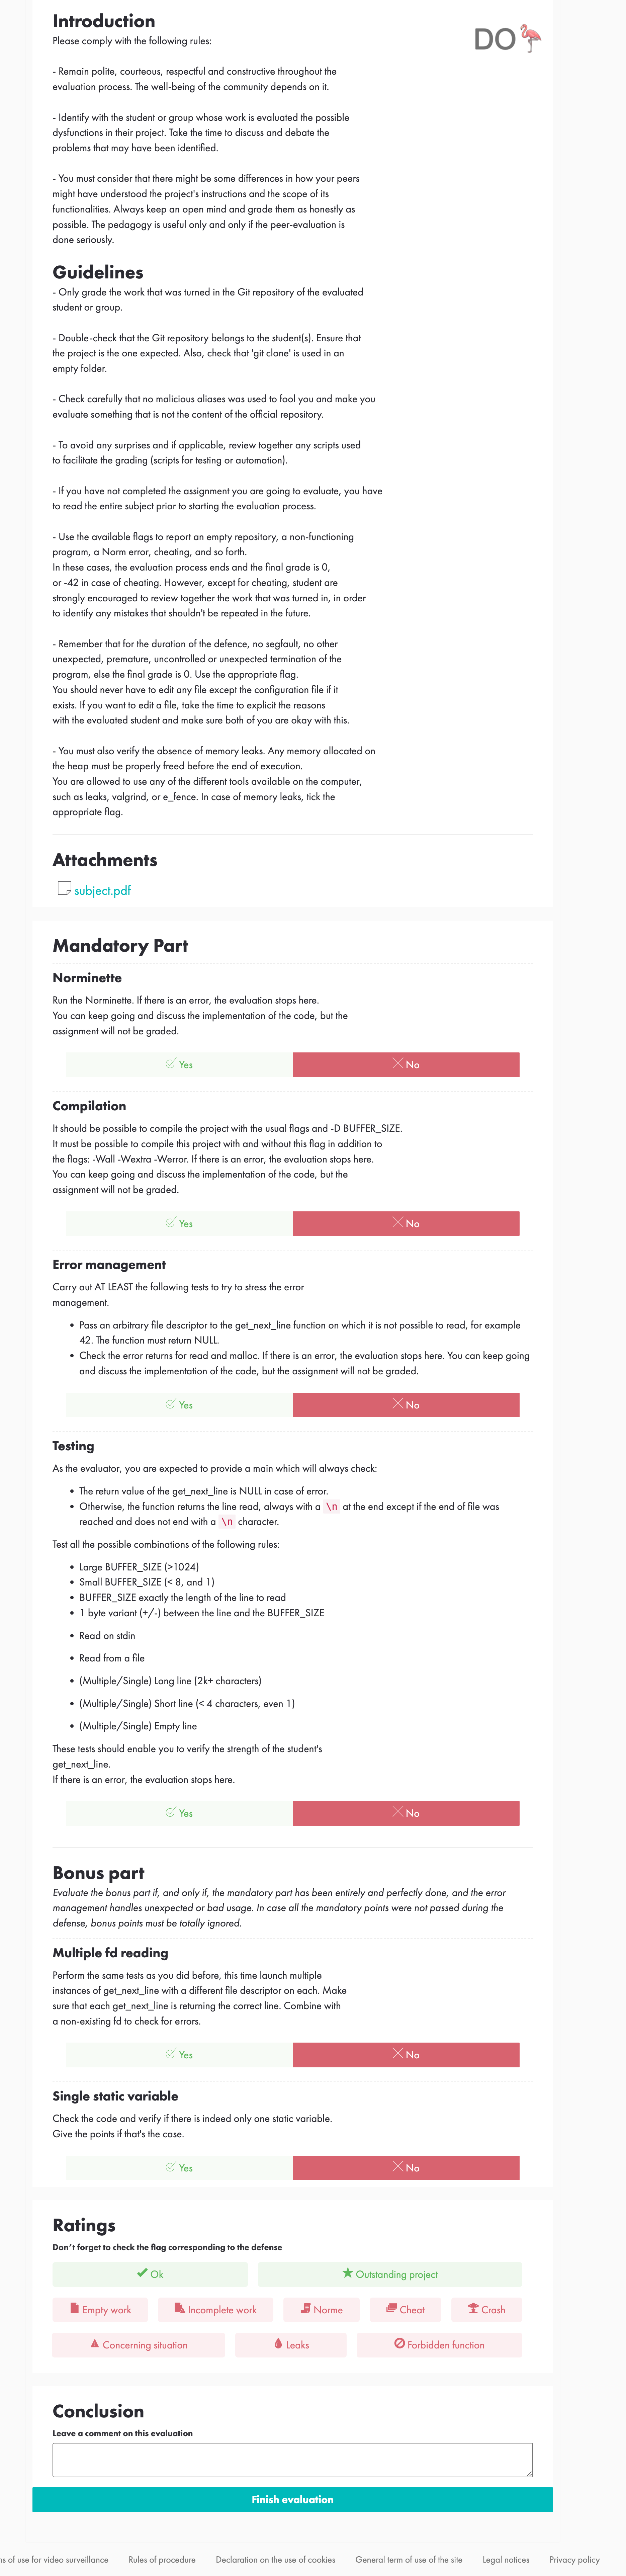 Introduction
DO
Please comply with the following rules:
- Remain polite, courteous, respectful and constructive throughout the
evaluation process. The well-being of the community depends on it.
- Identify with the student or group whose work is evaluated the possible
dysfunctions in their project. Take the time to discuss and debate the
problems that may have been identified.
- You must consider that there might be some differences in how your peers
might have understood the project's instructions and the scope of its
functionalities. Always keep an open mind and grade them as honestly as
possible. The pedagogy is useful only and only if the peer-evaluation is
done seriously.
Guidelines
- Only grade the work that was turned in the Git repository of the evaluated
student or group.
- Double-check that the Git repository belongs to the student(s). Ensure that
the project is the one expected. Also, check that 'git clone' is used in an
empty folder.
- Check carefully that no malicious aliases was used to fool you and make you
evaluate something that is not the content of the official repository.
- To avoid any surprises and if applicable, review together any scripts used
to facilitate the grading (scripts for testing or automation).
- If you have not completed the assignment you are going to evaluate, you have
to read the entire subject prior to starting the evaluation process.
- Use the available flags to report an empty repository, a non-functioning
program, a Norm error, cheating, and so forth.
In these cases, the evaluation process ends and the final grade is 0,
or -42 in case of cheating. However, except for cheating, student are
strongly encouraged to review together the work that was turned in, in order
to identify any mistakes that shouldn't be repeated in the future.
- Remember that for the duration of the defence, no segfault, no other
unexpected, premature, uncontrolled or unexpected termination of the
program, else the final grade is 0. Use the appropriate flag.
You should never have to edit any file except the configuration file if it
exists. If you want to edit a file, take the time to explicit the reasons
with the evaluated student and make sure both of you are okay with this.
- You must also verify the absence of memory leaks. Any memory allocated on
the heap must be properly freed before the end of execution.
You are allowed to use any of the different tools available on the computer,
such as leaks, valgrind, or e_fence. In case of memory leaks, tick the
appropriate flag.
Attachments
subject.pdf
Mandatory Part
Norminette
Run the Norminette. If there is an error, the evaluation stops here.
You can keep going and discuss the implementation of the code, but the
assignment will not be graded.
Yes No
Compilation
It should be possible to compile the project with the usual flags and -D BUFFER_SIZE.
It must be possible to compile this project with and without this flag in addition to
the flags: -Wall -Wextra -Werror. If there is an error, the evaluation stops here.
You can keep going and discuss the implementation of the code, but the
assignment will not be graded.
Yes No
Error management
Carry out AT LEAST the following tests to try to stress the error
management.
• Pass an arbitrary file descriptor to the get_next_line function on which it is not possible to read, for example
42. The function must return NULL.
• Check the error returns for read and malloc. If there is an error, the evaluation stops here. You can keep going
and discuss the implementation of the code, but the assignment will not be graded.
Yes No
Testing
As the evaluator, you are expected to provide a main which will always check:
• The return value of the get_next_line is NULL in case of error.
• Otherwise, the function returns the line read, always with a \n at the end except if the end of file was
reached and does not end with a \n character.
Test all the possible combinations of the following rules:
• Large BUFFER_SIZE (>1024)
• Small BUFFER_SIZE (< 8, and 1)
• BUFFER_SIZE exactly the length of the line to read
• 1 byte variant (+/-) between the line and the BUFFER_SIZE
• Read on stdin
• Read from a file
• (Multiple/Single) Long line (2k+ characters)
• (Multiple/Single) Short line (< 4 characters, even 1)
• (Multiple/Single) Empty line
These tests should enable you to verify the strength of the student's
get_next_line.
If there is an error, the evaluation stops here.
Yes No
Bonus part
Evaluate the bonus part if, and only if, the mandatory part has been entirely and perfectly done, and the error
management handles unexpected or bad usage. In case all the mandatory points were not passed during the
defense, bonus points must be totally ignored.
Multiple fd reading
Perform the same tests as you did before, this time launch multiple
instances of get_next_line with a different file descriptor on each. Make
sure that each get_next_line is returning the correct line. Combine with
a non-existing fd to check for errors.
Yes No
Single static variable
Check the code and verify if there is indeed only one static variable.
Give the points if that's the case.
Yes No
Ratings
Don't forget to check the flag corresponding to the defense
Ok Outstanding project
Empty work Incomplete work Norme Cheat Crash
Concerning situation Leaks Forbidden function
Conclusion
Leave a comment on this evaluation
Finish evaluation
ns of use for video surveillance Rules of procedure Declaration on the use of cookies General term of use of the site Legal notices Privacy policy